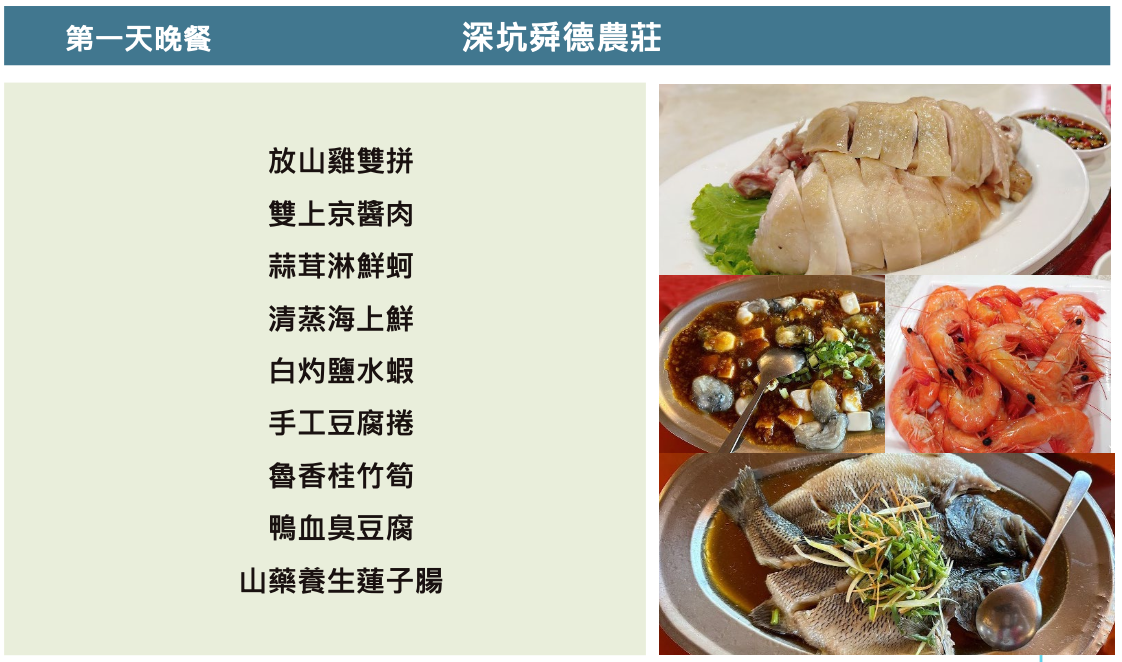 第一天晚餐
深坑舜德農莊
放山雞雙拼
雙上京醬肉
蒜茸淋鮮蚵
清蒸海上鮮
白灼鹽水蝦
手工豆腐捲
魯香桂竹筍
鴨血臭豆腐
山藥養生蓮子腸